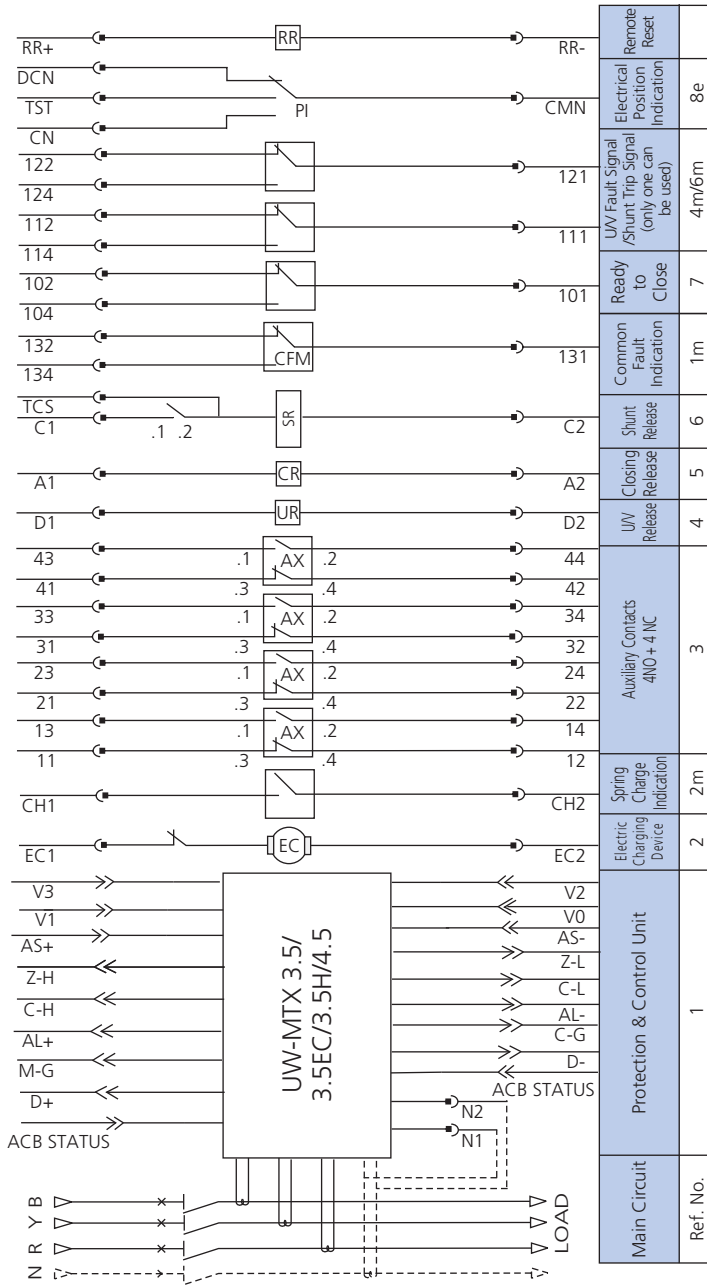 RR+
RR
RR-
Remote
Reset
DCN
TST
CN
PI
CMN
Electrical
Position
Indication
8e
122
124
121
112
114
111
U/V Fault Signal
/Shunt Trip Signal
(only one can
be used)
4m/6m
102
104
101
Ready
to
Close
7
132
134
CFM
131
Common
Fault
Indication
1m
TCS
C1
.1 .2
SR
C2
Shunt
Release
6
A1
CR
A2
Closing
Release
5
D1
UR
D2
U/V
Release
4
43
.1 AX .2
44
41
.3 .4
42
33
.1 AX .2
34
31
.3 .4
32
23
.1 AX .2
24
21
.3 .4
22
13
.1 AX .2
14
11
.3 .4
12
Auxiliary Contacts
4NO + 4 NC
3
CH1
CH2
Spring
Charge
Indication
2m
EC1
EC
EC2
Electric
Charging
Device
2
V3
V1
AS+
Z-H
C-H
AL+
M-G
D+
ACB STATUS
UW-MTX 3.5/
3.5EC/3.5H/4.5
V2
V0
AS-
Z-L
C-L
AL-
C-G
D-
ACB STATUS
N2
N1
Protection & Control Unit
1
N R Y B
LOAD
Main Circuit
Ref. No.